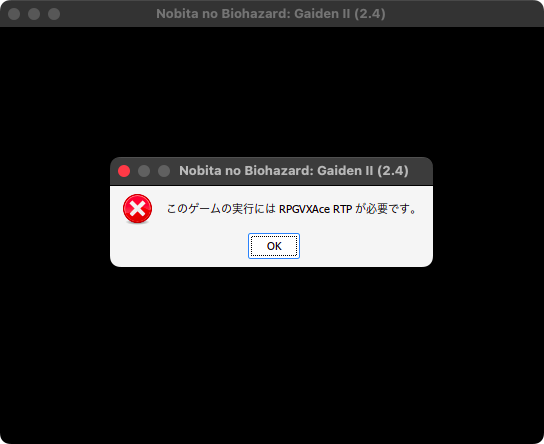 Nobita no Biohazard: Gaiden II (2.4)
Nobita no Biohazard: Gaiden II (2.4)
このゲームの実行には RPGVXAce RTP が必要です。
OK